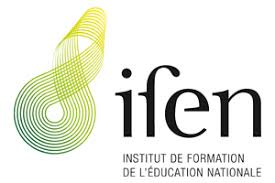 ifen
INSTITUT DE FORMATION
DE L'ÉDUCATION NATIONALE